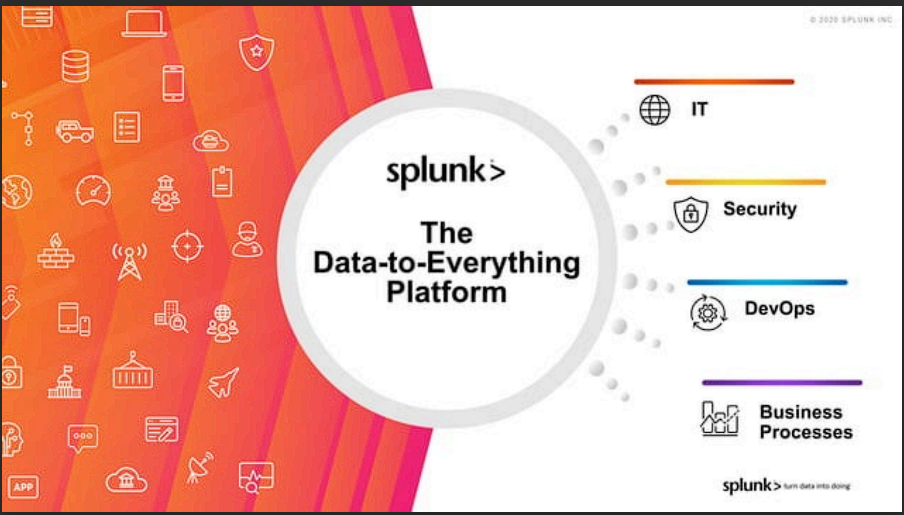 © 2020 SPLUNK INC
splunk>
The
Data-to-Everything
Platform
IT
Security
DevOps
Business
Processes
APP
splunk> turn data into doing